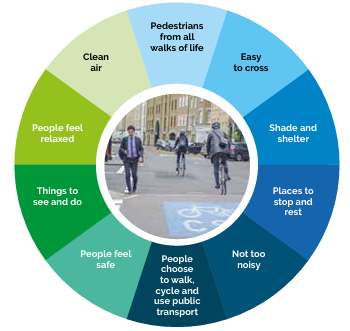 Pedestrians
from all
walks of life
Easy
to cross
Shade and
shelter
Places to
stop and
rest
Not too
noisy
People
choose
to walk,
cycle and
use public
transport
People feel
safe
Things to
see and do
People feel
relaxed
Clean
air